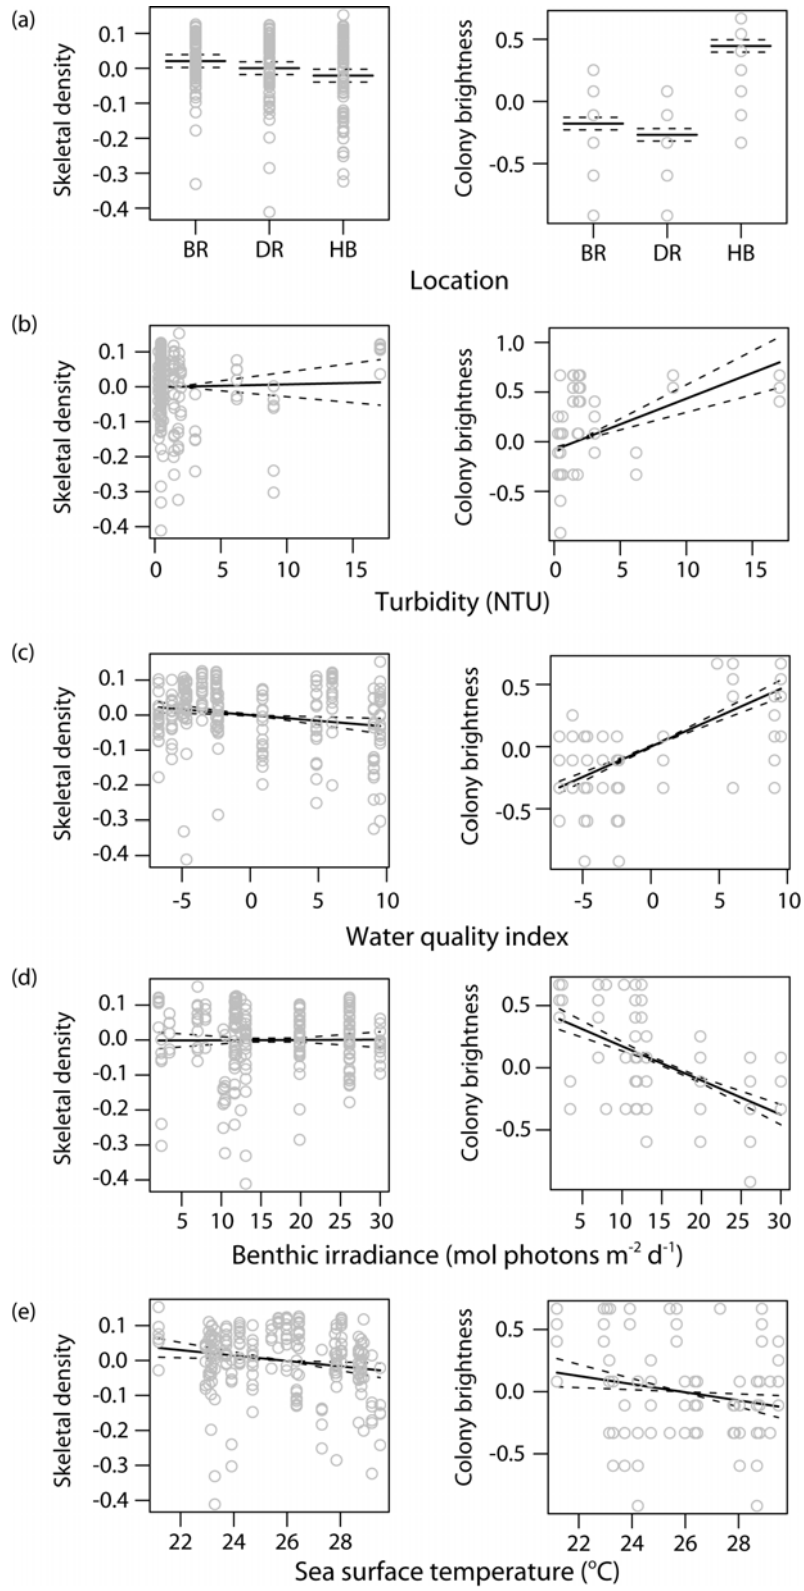 (a)
Skeletal density
0.1
0.0
-0.1
-0.2
-0.3
-0.4
BR DR HB
Colony brightness
0.5
0.0
-0.5
BR DR HB
Location
(b)
Skeletal density
0.1
0.0
-0.1
-0.2
-0.3
-0.4
0 5 10 15
Colony brightness
1.0
0.5
0.0
-0.5
0 5 10 15
Turbidity (NTU)
(c)
Skeletal density
0.1
0.0
-0.1
-0.2
-0.3
-0.4
-5 0 5 10
Colony brightness
0.5
0.0
-0.5
-5 0 5 10
Water quality index
(d)
Skeletal density
0.1
0.0
-0.1
-0.2
-0.3
-0.4
5 10 15 20 25 30
Colony brightness
0.5
0.0
-0.5
5 10 15 20 25 30
Benthic irradiance (mol photons m⁻² d⁻¹)
(e)
Skeletal density
0.1
0.0
-0.1
-0.2
-0.3
-0.4
22 24 26 28
Colony brightness
0.5
0.0
-0.5
22 24 26 28
Sea surface temperature (°C)